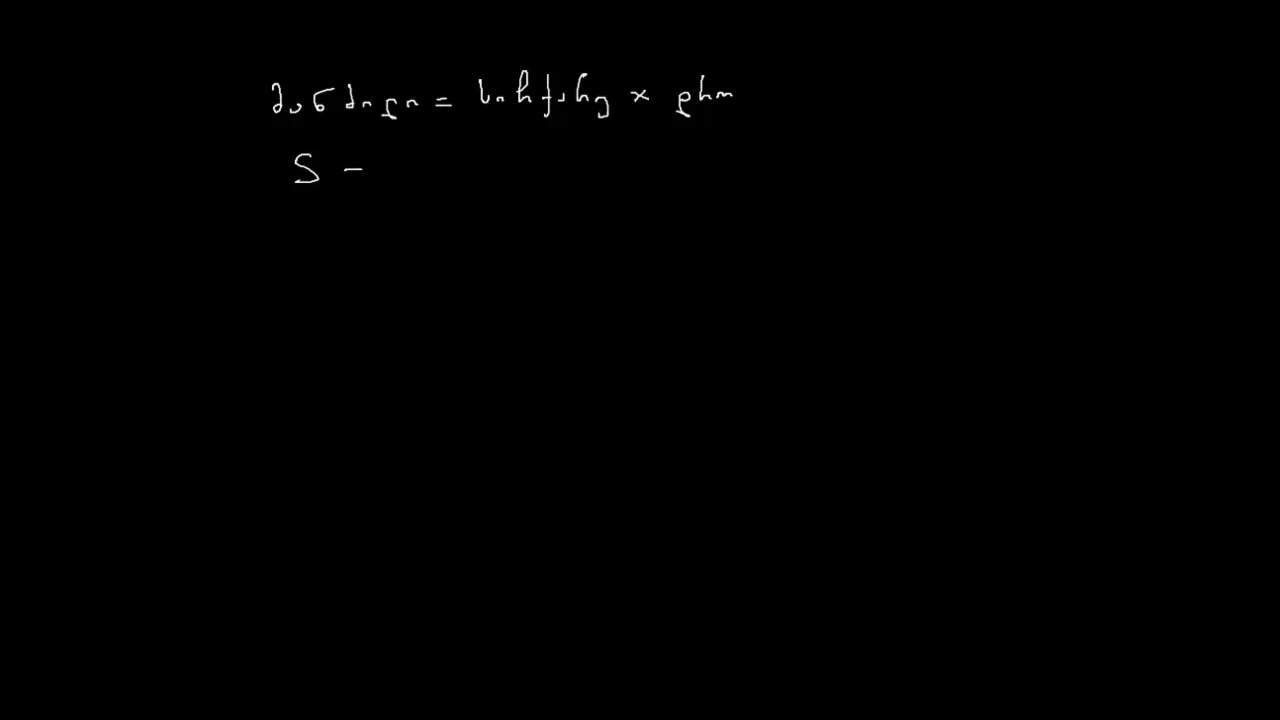 მანძილი = სიჩქარე × დრო
S -